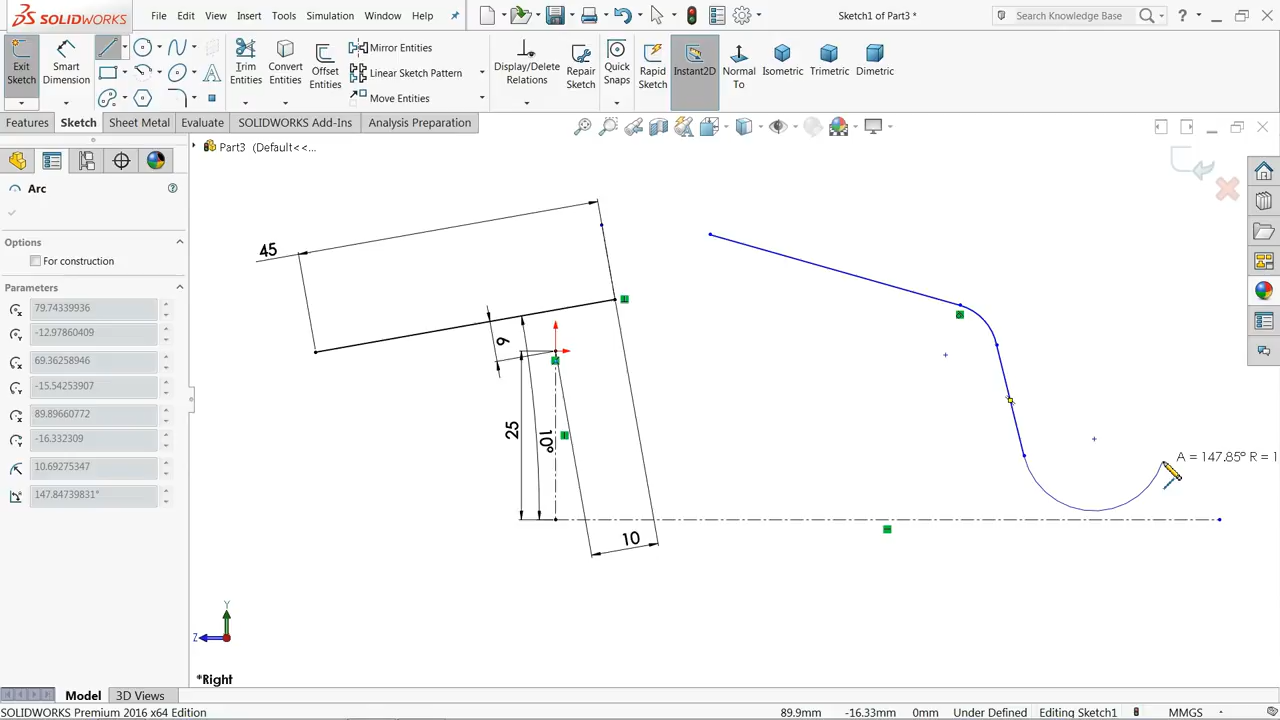 SOLIDWORKS
File Edit View Insert Tools Simulation Window Help
Sketch1 of Part3 *
Search Knowledge Base
Exit Sketch
Smart Dimension
Trim Entities
Convert Entities
Offset Entities
Mirror Entities
Linear Sketch Pattern
Move Entities
Display/Delete Relations
Repair Sketch
Quick Snaps
Rapid Sketch
Instant2D
Normal To
Isometric
Trimetric
Dimetric
Features Sketch Sheet Metal Evaluate SOLIDWORKS Add-Ins Analysis Preparation
Part3 (Default<<...
Arc
Options
For construction
Parameters
79.74339936
-12.97860409
69.36258946
-15.54253907
89.89660772
-16.332309
10.69275347
147.84739831°
45
9
25
10°
10
A = 147.85° R = 1
Y
Z
*Right
Model 3D Views
SOLIDWORKS Premium 2016 x64 Edition
89.9mm -16.33mm 0mm Under Defined Editing Sketch1 MMGS